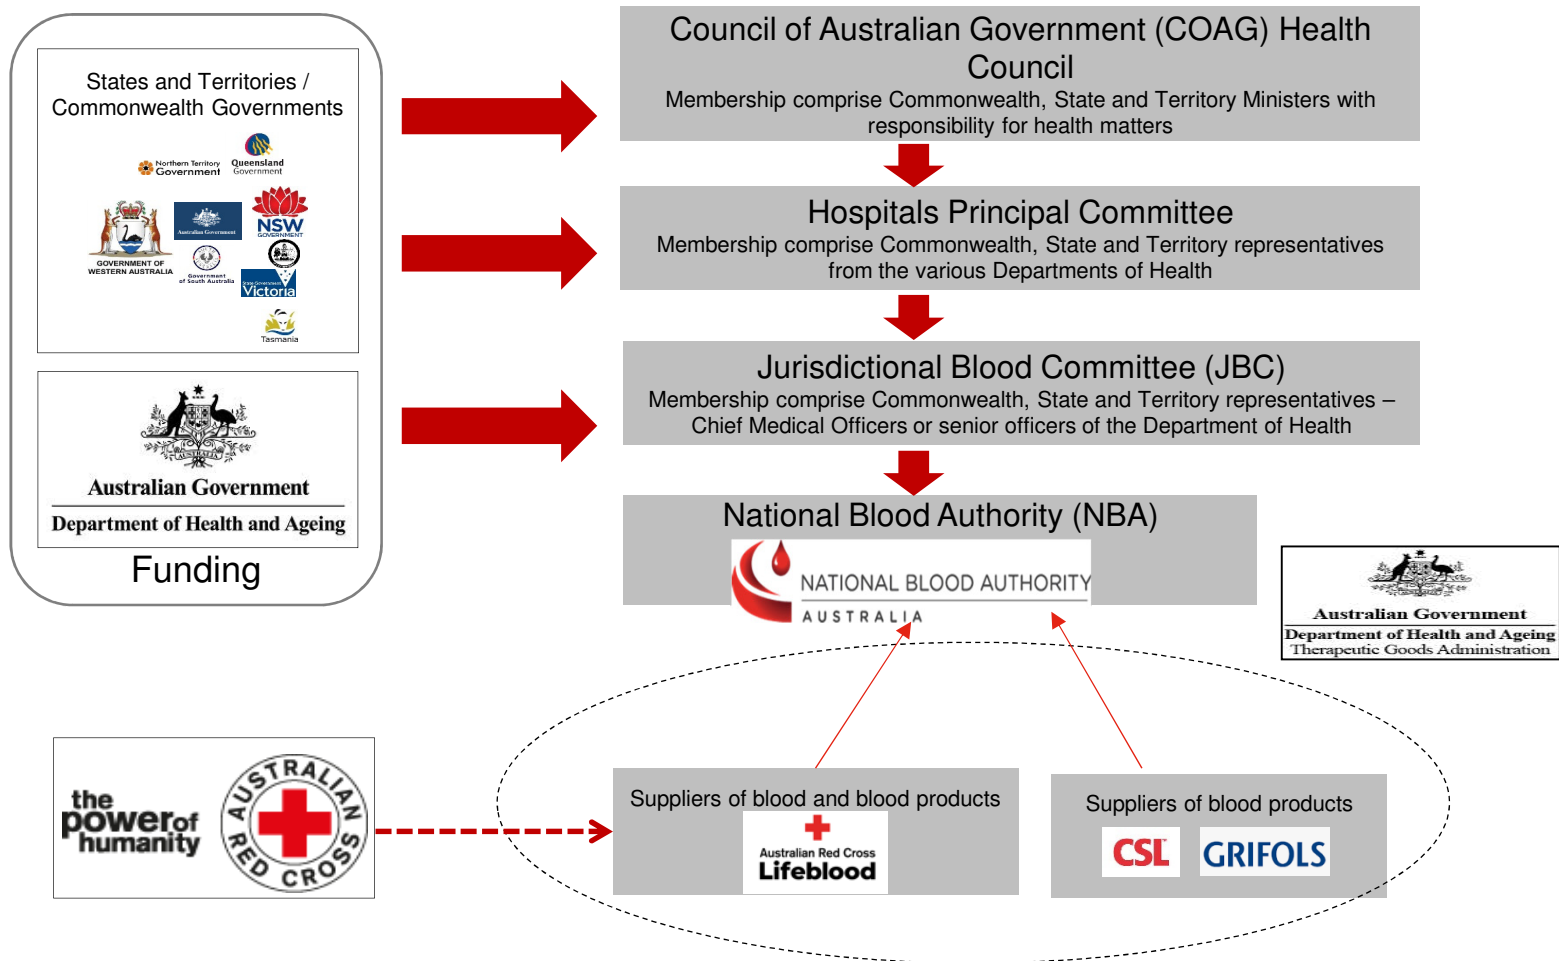 States and Territories /
Commonwealth Governments
Northern Territory
Government
Queensland
Government
GOVERNMENT OF
WESTERN AUSTRALIA
Australian Government
NSW
GOVERNMENT
Government
of South Australia
State Government
Victoria
Tasmania
AUSTRALIA
Australian Government
Department of Health and Ageing
Funding
Council of Australian Government (COAG) Health
Council
Membership comprise Commonwealth, State and Territory Ministers with
responsibility for health matters
Hospitals Principal Committee
Membership comprise Commonwealth, State and Territory representatives
from the various Departments of Health
Jurisdictional Blood Committee (JBC)
Membership comprise Commonwealth, State and Territory representatives –
Chief Medical Officers or senior officers of the Department of Health
National Blood Authority (NBA)
NATIONAL BLOOD AUTHORITY
AUSTRALIA
Australian Government
Department of Health and Ageing
Therapeutic Goods Administration
the
power of
humanity
AUSTRALIAN
RED CROSS
Suppliers of blood and blood products
Australian Red Cross
Lifeblood
Suppliers of blood products
CSL
GRIFOLS